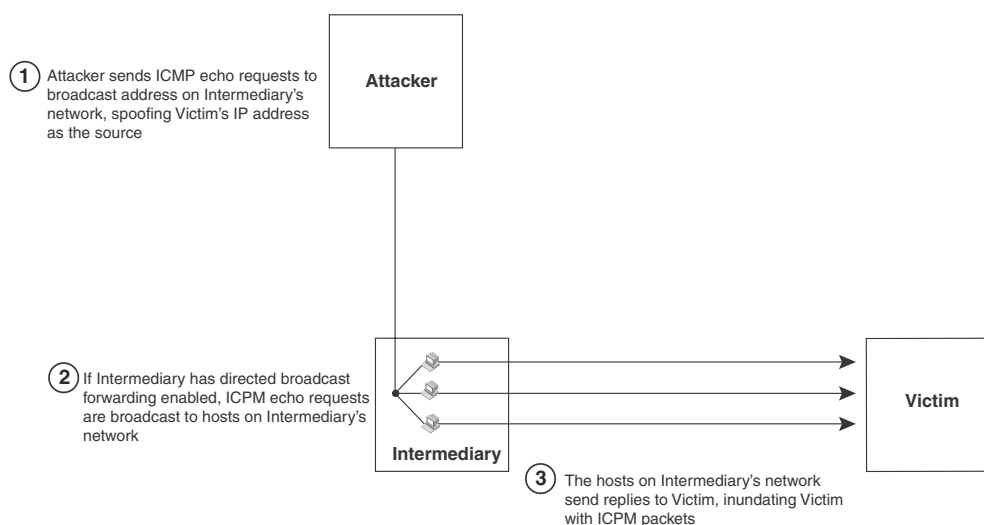 1
Attacker sends ICMP echo requests to
broadcast address on Intermediary's
network, spoofing Victim's IP address
as the source
Attacker
2
If Intermediary has directed broadcast
forwarding enabled, ICPM echo requests
are broadcast to hosts on Intermediary's
network
Intermediary
Victim
3
The hosts on Intermediary's network
send replies to Victim, inundating Victim
with ICPM packets